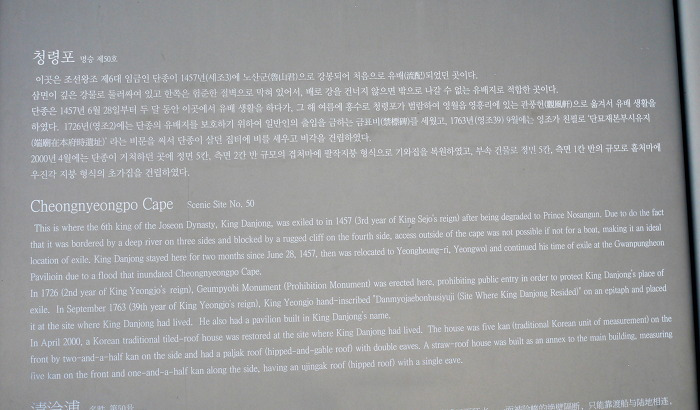 청령포 명승 제50호
이곳은 조선왕조 제6대 임금인 단종이 1457년(세조3)에 노산군(魯山君)으로 강봉되어 처음으로 유배(流配)되었던 곳이다.
삼면이 깊은 강물로 둘러싸여 있고 한쪽은 험준한 절벽으로 막혀 있어서, 배로 강을 건너지 않으면 밖으로 나갈 수 없는 유배지로 적합한 곳이다.
단종은 1457년 6월 28일부터 두 달 동안 이곳에서 유배 생활을 하다가, 그 해 여름에 홍수로 청령포가 범람하여 영월읍 영흥리에 있는 관풍헌(觀風軒)으로 옮겨서 유배 생활을
하였다. 1726년(영조2)에는 단종의 유배지를 보호하기 위하여 일반인의 출입을 금하는 금표비(禁標碑)를 세웠고, 1763년(영조39) 9월에는 영조가 친필로 '단묘재본부시유지
(端廟在本府時遺址)' 라는 비문을 써서 단종이 살던 집터에 비를 세우고 비각을 건립하였다.
2000년 4월에는 단종이 거처하던 곳에 정면 5칸, 측면 2칸 반 규모의 겹처마에 팔작지붕 형식으로 기와집을 복원하였고, 부속 건물로 정면 5칸, 측면 1칸 반의 규모로 홑처마에
우진각 지붕 형식의 초가집을 건립하였다.
Cheongnyeongpo Cape Scenic Site No. 50
This is where the 6th king of the Joseon Dynasty, King Danjong, was exiled to in 1457 (3rd year of King Sejo's reign) after being degraded to Prince Nosangun. Due to do the fact
that it was bordered by a deep river on three sides and blocked by a rugged cliff on the fourth side, access outside of the cape was not possible if not for a boat, making it an ideal
location of exile. King Danjong stayed here for two months since June 28, 1457, then was relocated to Yeongheung-ri, Yeongwol and continued his time of exile at the Gwanpungheon
Pavilioin due to a flood that inundated Cheongnyeongpo Cape.
In 1726 (2nd year of King Yeongjo's reign), Geumpyobi Monument (Prohibition Monument) was erected here, prohibiting public entry in order to protect King Danjong's place of
exile. In September 1763 (39th year of King Yeongjo's reign), King Yeongjo hand-inscribed "Danmyojaebonbusiyuji (Site Where King Danjong Resided)" on an epitaph and placed
it at the site where King Danjong had lived. He also had a pavilion built in King Danjong's name.
In April 2000, a Korean traditional tiled-roof house was restored at the site where King Danjong had lived. The house was five kan (traditional Korean unit of measurement) on the
front by two-and-a-half kan on the side and had a paljak roof (hipped-and-gable roof) with double eaves. A straw-roof house was built as an annex to the main building, measuring
five kan on the front and one-and-a-half kan along the side, having an ujingak roof (hipped roof) with a single eave.